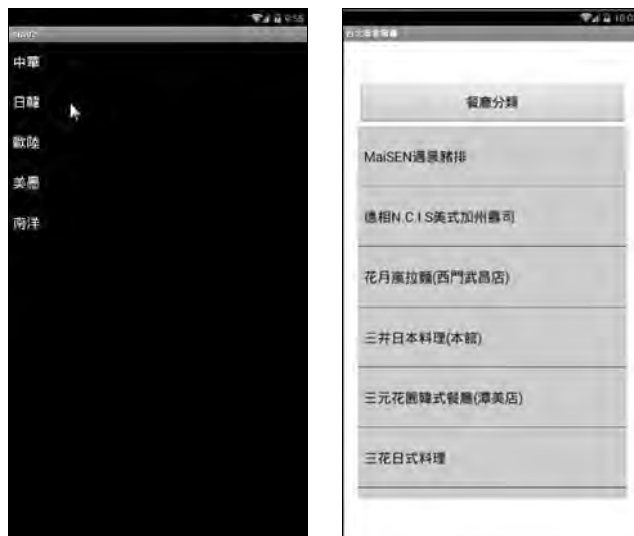 9:55
中華
日韓
歐陸
美墨
南洋
餐廳分類
MaiSEN邁泉豬排
德相N.C.I.S美式加州壽司
花月嵐拉麵(西門武昌店)
三井日本料理(本館)
三元花園韓式餐廳(潭美店)
三花日式料理